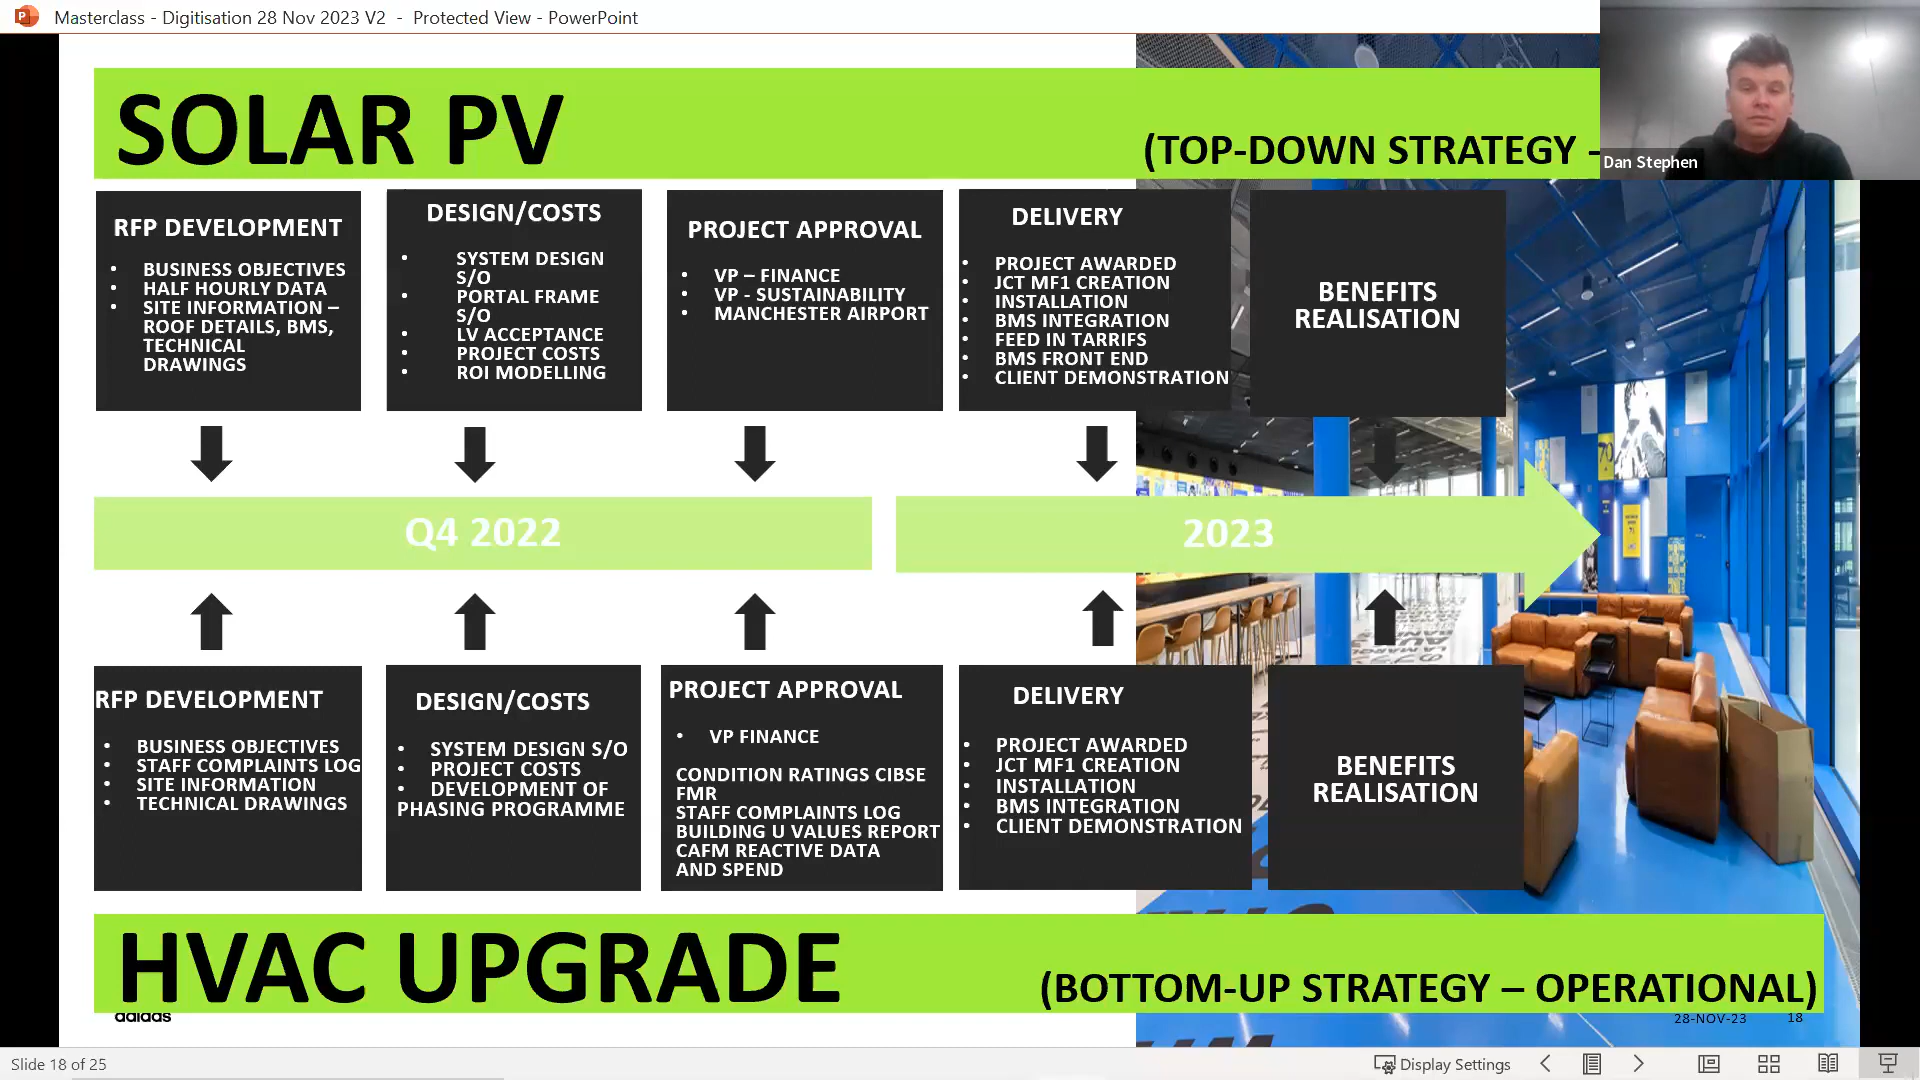 Masterclass - Digitisation 28 Nov 2023 V2 - Protected View - PowerPoint
SOLAR PV
(TOP-DOWN STRATEGY –
Dan Stephen
RFP DEVELOPMENT
• BUSINESS OBJECTIVES
• HALF HOURLY DATA
• SITE INFORMATION –
ROOF DETAILS, BMS,
TECHNICAL
DRAWINGS
DESIGN/COSTS
• SYSTEM DESIGN
S/O
• PORTAL FRAME
S/O
• LV ACCEPTANCE
• PROJECT COSTS
• ROI MODELLING
PROJECT APPROVAL
• VP – FINANCE
• VP - SUSTAINABILITY
• MANCHESTER AIRPORT
DELIVERY
• PROJECT AWARDED
• JCT MF1 CREATION
• INSTALLATION
• BMS INTEGRATION
• FEED IN TARRIFS
• BMS FRONT END
• CLIENT DEMONSTRATION
BENEFITS
REALISATION
Q4 2022
2023
RFP DEVELOPMENT
• BUSINESS OBJECTIVES
• STAFF COMPLAINTS LOG
• SITE INFORMATION
• TECHNICAL DRAWINGS
DESIGN/COSTS
• SYSTEM DESIGN S/O
• PROJECT COSTS
• DEVELOPMENT OF
PHASING PROGRAMME
PROJECT APPROVAL
• VP FINANCE
CONDITION RATINGS CIBSE
FMR
STAFF COMPLAINTS LOG
BUILDING U VALUES REPORT
CAFM REACTIVE DATA
AND SPEND
DELIVERY
• PROJECT AWARDED
• JCT MF1 CREATION
• INSTALLATION
• BMS INTEGRATION
• CLIENT DEMONSTRATION
BENEFITS
REALISATION
HVAC UPGRADE
(BOTTOM-UP STRATEGY – OPERATIONAL)
adidas
28-NOV-23 18
Slide 18 of 25
Display Settings